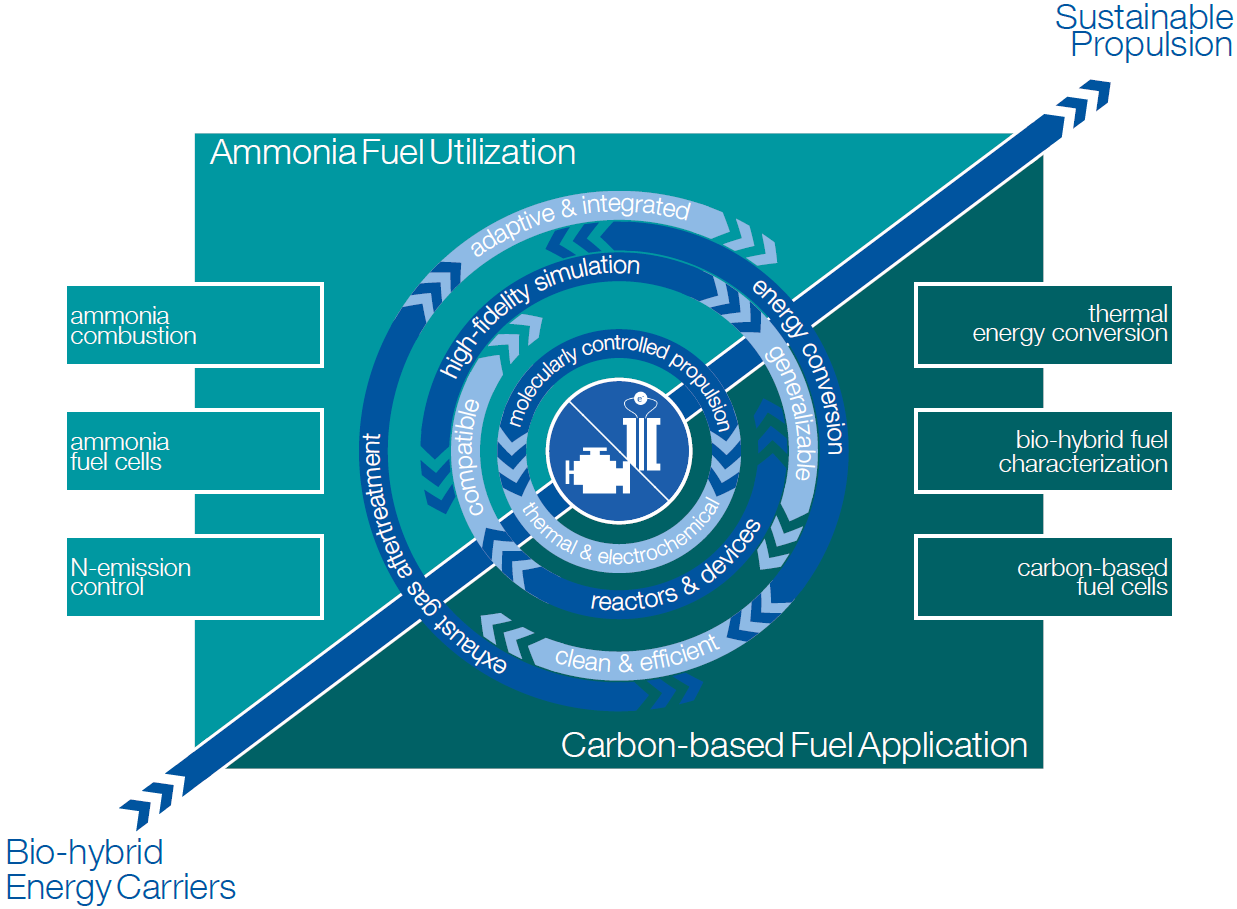 Sustainable
Propulsion
Ammonia Fuel Utilization
adaptive & integrated
high-fidelity simulation
energy conversion
ammonia
combustion
thermal
energy conversion
molecularly controlled propulsion
generalizable
e-
ammonia
fuel cells
bio-hybrid fuel
characterization
compatible
exhaust gas aftertreatment
thermal & electrochemical
reactors & devices
N-emission
control
carbon-based
fuel cells
clean & efficient
Carbon-based Fuel Application
Bio-hybrid
Energy Carriers